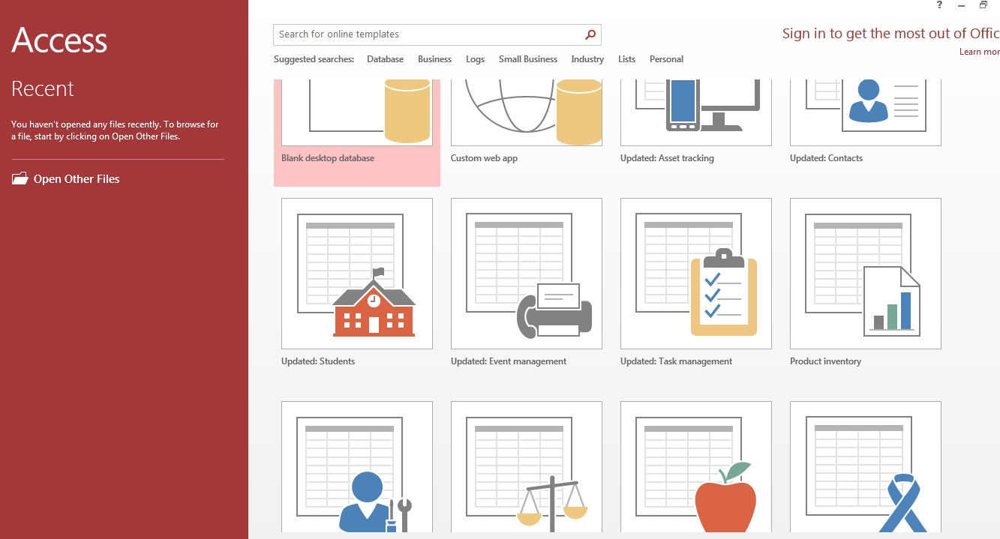 ?
Access
Search for online templates
Sign in to get the most out of Offic
Learn mor
Suggested searches: Database Business Logs Small Business Industry Lists Personal
Recent
You haven't opened any files recently. To browse for
a file, start by clicking on Open Other Files.
Open Other Files
Blank desktop database
Custom web app
Updated: Asset tracking
Updated: Contacts
Updated: Students
Updated: Event management
Updated: Task management
Product inventory